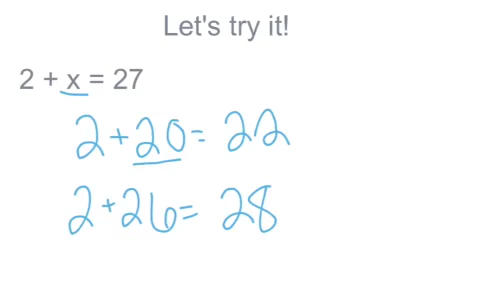 Let's try it!
2 + x = 27
2 + 20 = 22
2 + 26 = 28